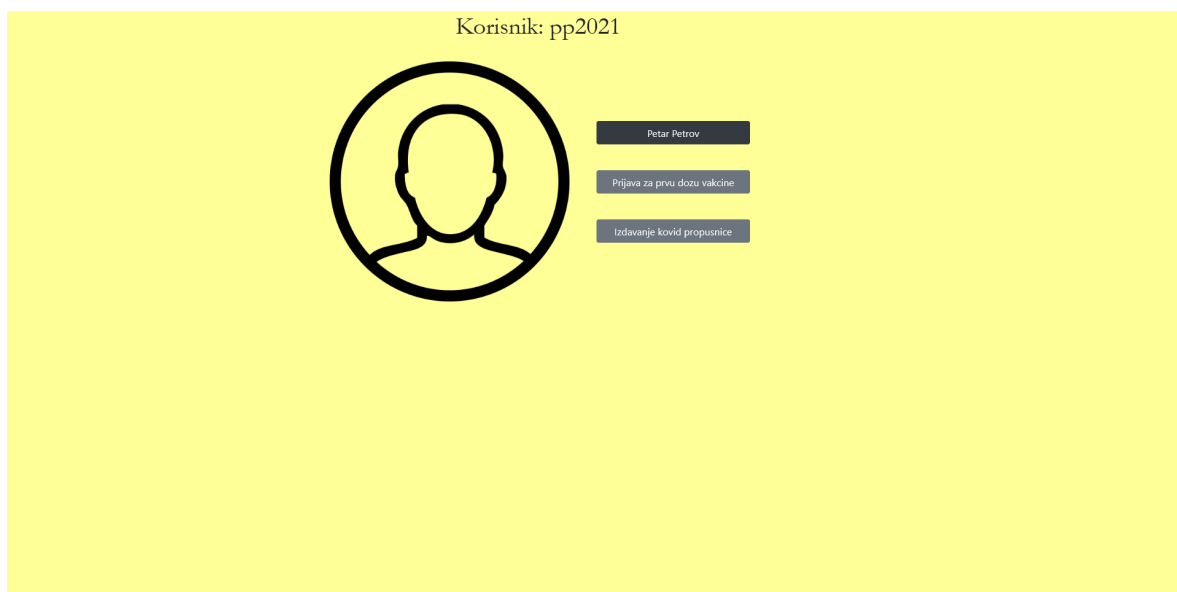 Korisnik: pp2021
Petar Petrov
Prijava za prvu dozu vakcine
Izdavanje kovid propusnice